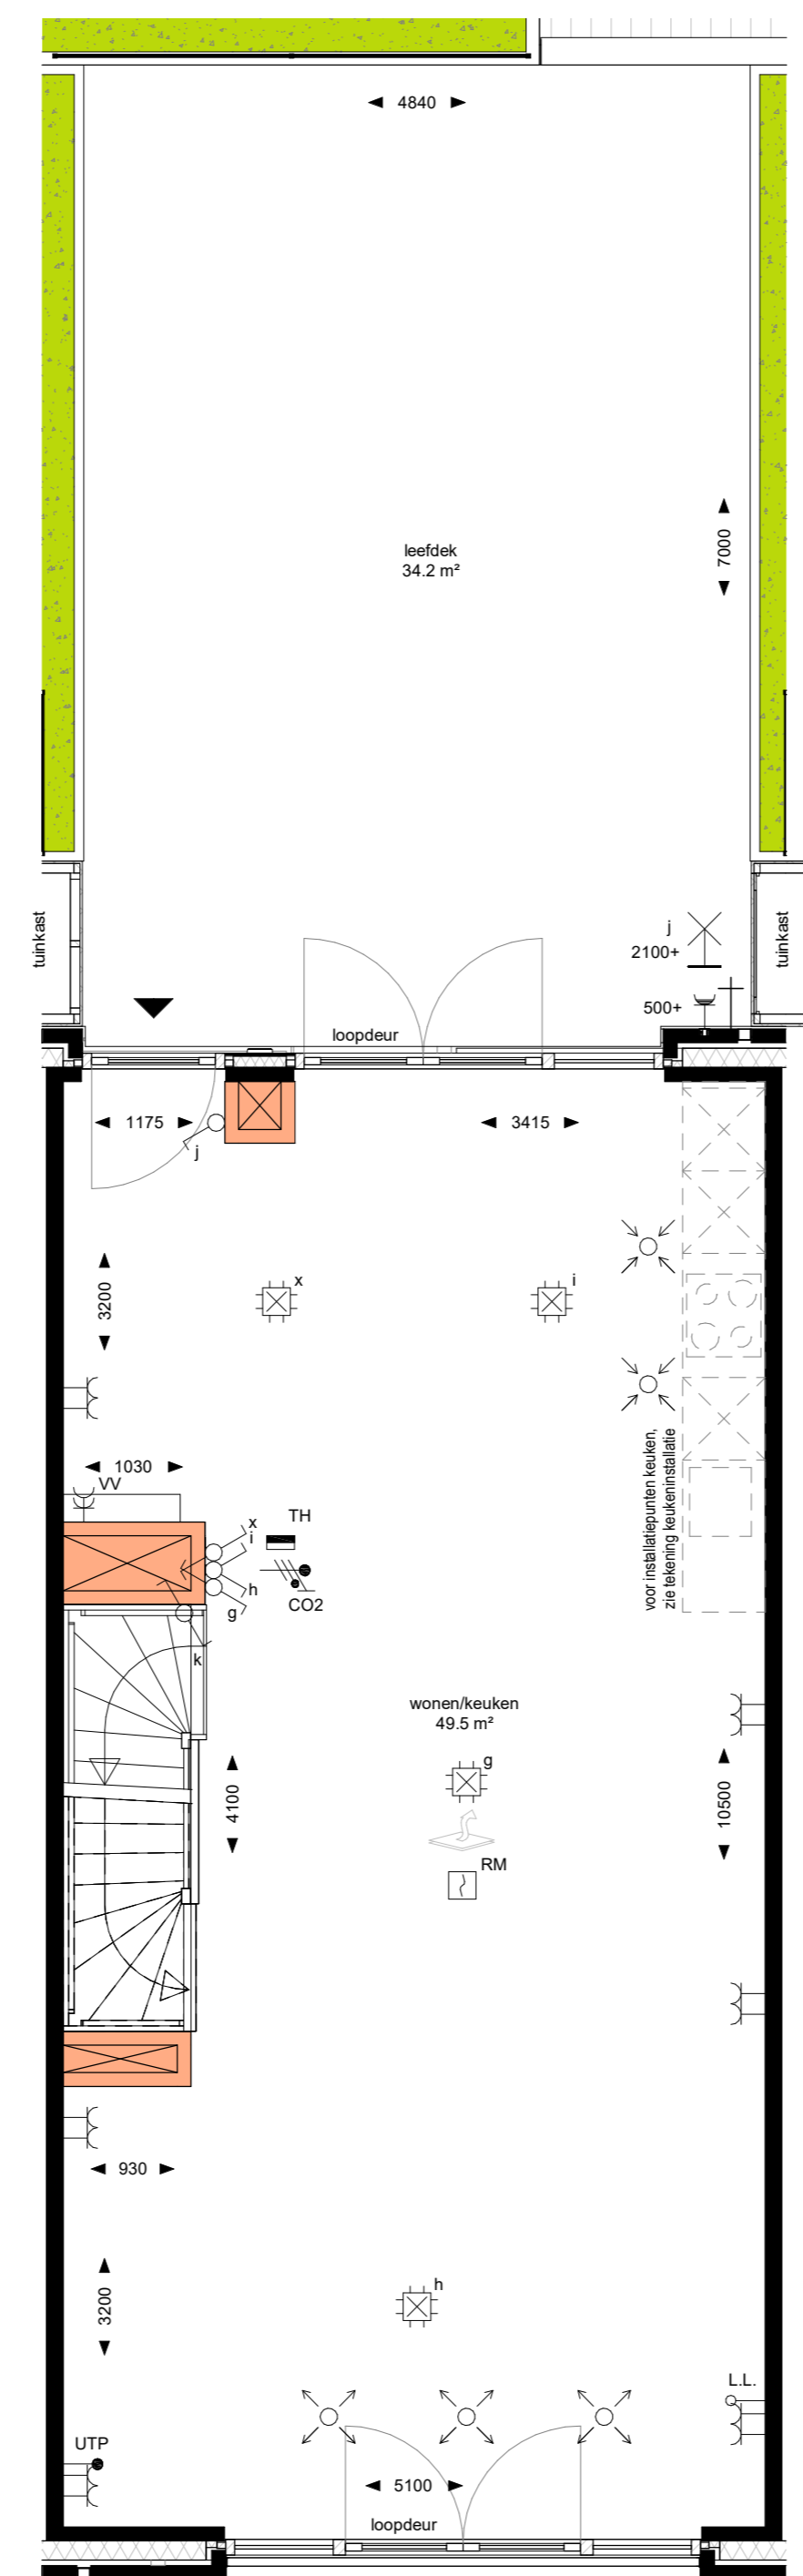 4840
leefdek
34.2 m²
7000
tuinkast
tuinkast
j
2100+
500+
loopdeur
1175
3415
j
x
i
3200
1030
VV
voor installatiepunten keuken,
zie tekening keukeninstallatie
x
TH
i
h
CO2
g
k
wonen/keuken
49.5 m²
g
4100
10500
RM
930
3200
h
L.L.
UTP
5100
loopdeur